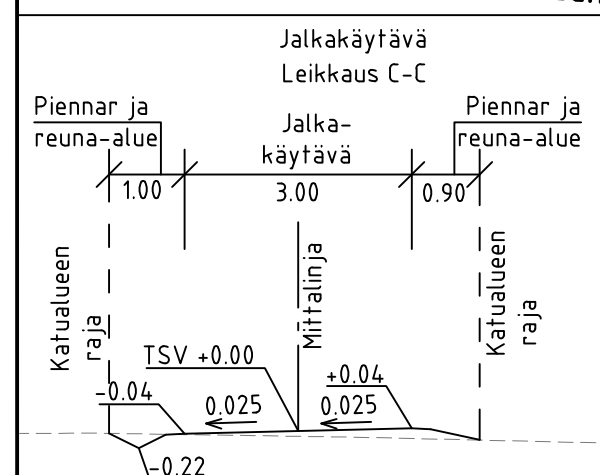 Jalkakäytävä
Leikkaus C-C
Piennar ja
reuna-alue
Jalka-
käytävä
Piennar ja
reuna-alue
1.00
3.00
0.90
Katualueen
raja
Mittalinja
Katualueen
raja
TSV +0.00
+0.04
-0.04
0.025
0.025
-0.22